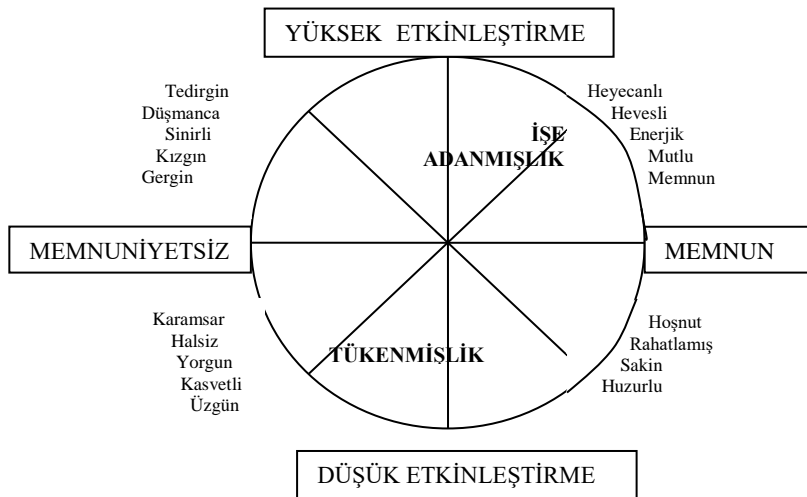 YÜKSEK ETKİNLEŞTİRME
Tedirgin
Düşmanca
Sinirli
Kızgın
Gergin
Heyecanlı
Hevesli
Enerjik
Mutlu
Memnun
İŞE
ADANMIŞLIK
MEMNUNİYETSİZ
MEMNUN
Karamsar
Halsiz
Yorgun
Kasvetli
Üzgün
TÜKENMİŞLİK
Hoşnut
Rahatlamış
Sakin
Huzurlu
DÜŞÜK ETKİNLEŞTİRME